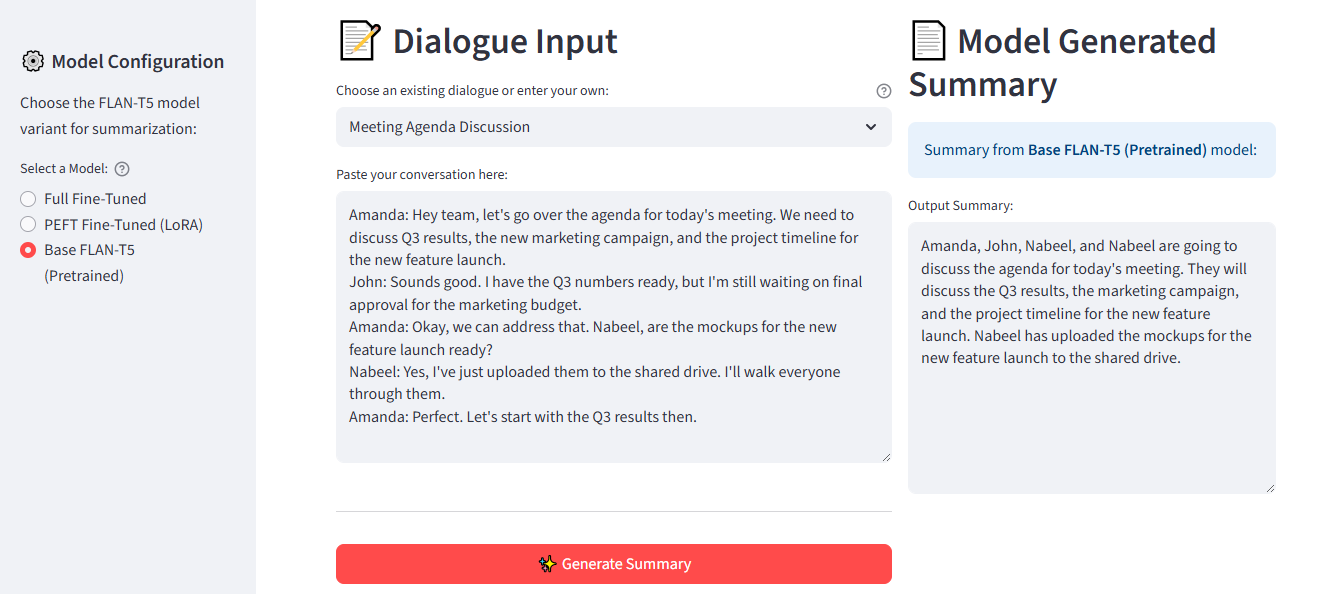 Model Configuration
Choose the FLAN-T5 model
variant for summarization:
Select a Model:
Full Fine-Tuned
PEFT Fine-Tuned (LoRA)
Base FLAN-T5
(Pretrained)
Dialogue Input
Choose an existing dialogue or enter your own:
Meeting Agenda Discussion
Paste your conversation here:
Amanda: Hey team, let's go over the agenda for today's meeting. We need to
discuss Q3 results, the new marketing campaign, and the project timeline for
the new feature launch.
John: Sounds good. I have the Q3 numbers ready, but I'm still waiting on final
approval for the marketing budget.
Amanda: Okay, we can address that. Nabeel, are the mockups for the new
feature launch ready?
Nabeel: Yes, I've just uploaded them to the shared drive. I'll walk everyone
through them.
Amanda: Perfect. Let's start with the Q3 results then.
Generate Summary
Model Generated
Summary
Summary from Base FLAN-T5 (Pretrained) model:
Output Summary:
Amanda, John, Nabeel, and Nabeel are going to
discuss the agenda for today's meeting. They will
discuss the Q3 results, the marketing campaign,
and the project timeline for the new feature
launch. Nabeel has uploaded the mockups for the
new feature launch to the shared drive.